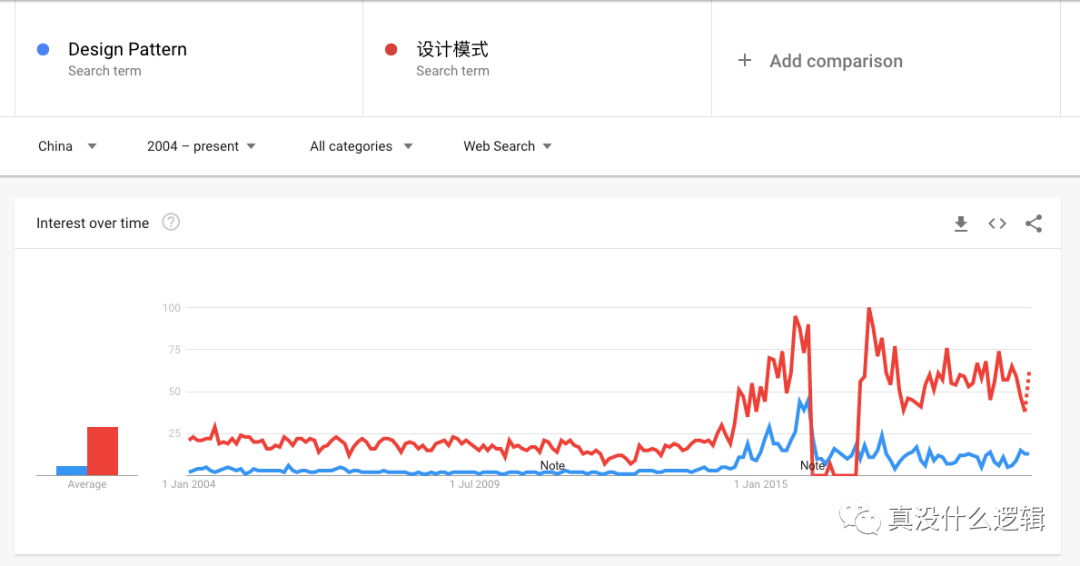 Design Pattern
Search term
设计模式
Search term
+ Add comparison
China
2004 – present
All categories
Web Search
Interest over time
?
100
75
50
25
Average
Note
Note
1 Jan 2004
1 Jul 2009
1 Jan 2015
真没什么逻辑